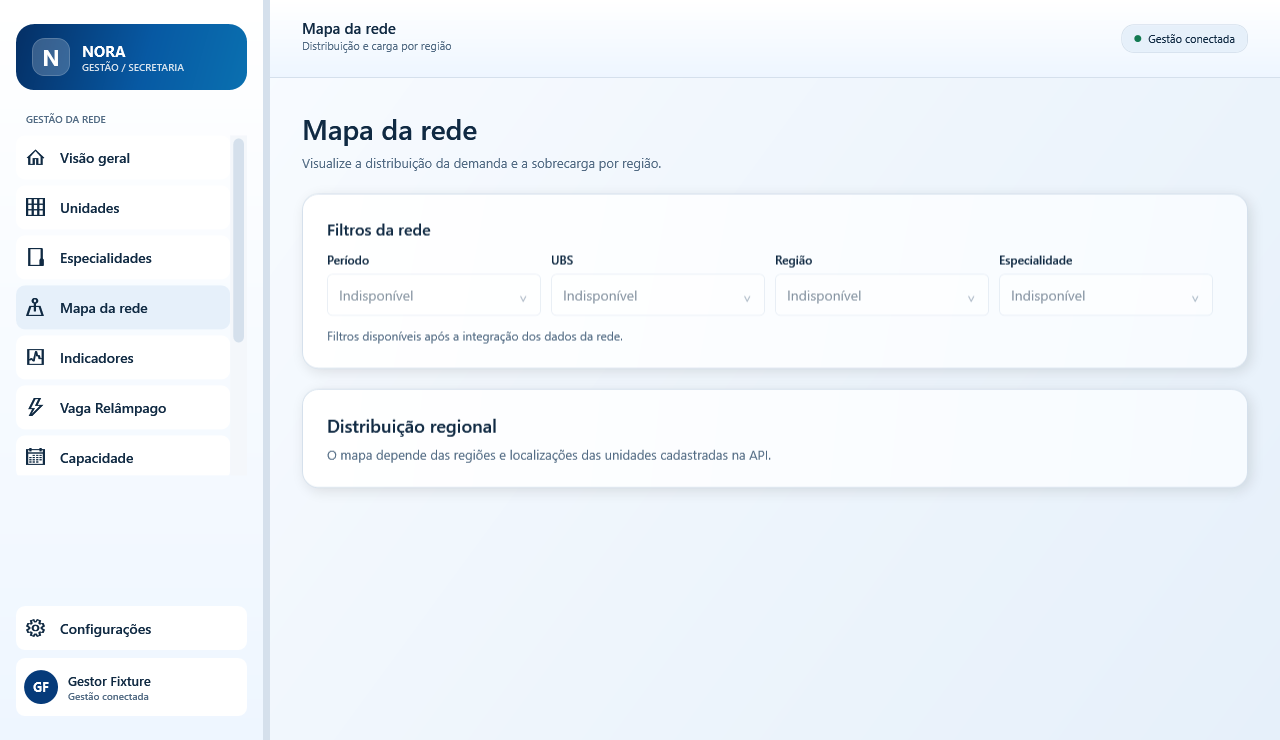 N
NORA
GESTÃO / SECRETARIA
GESTÃO DA REDE
Visão geral
Unidades
Especialidades
Mapa da rede
Indicadores
Vaga Relâmpago
Capacidade
Configurações
GF
Gestor Fixture
Gestão conectada
Mapa da rede
Distribuição e carga por região
Gestão conectada
Mapa da rede
Visualize a distribuição da demanda e a sobrecarga por região.
Filtros da rede
Período UBS Região Especialidade
Indisponível Indisponível Indisponível Indisponível
Filtros disponíveis após a integração dos dados da rede.
Distribuição regional
O mapa depende das regiões e localizações das unidades cadastradas na API.